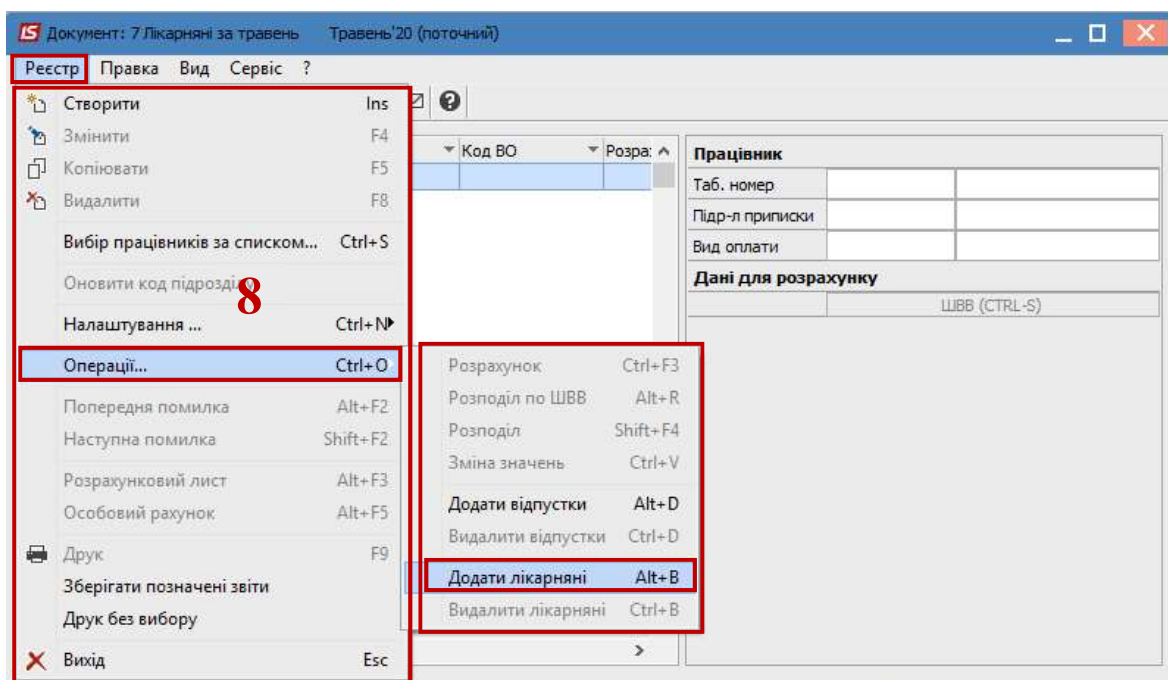 Документ: 7 Лікарняні за травень Травень'20 (поточний)
Реєстр Правка Вид Сервіс ?
Створити Ins
Змінити F4
Копіювати F5
Видалити F8
Вибір працівників за списком... Ctrl+S
Оновити код підрозділу
8
Налаштування ... Ctrl+N
Операції... Ctrl+O
Попередня помилка Alt+F2
Наступна помилка Shift+F2
Розрахунковий лист Alt+F3
Особовий рахунок Alt+F5
Друк F9
Зберігати позначені звіти
Друк без вибору
Вихід Esc
Код ВО Розра:
Розрахунок Ctrl+F3
Розподіл по ШВВ Alt+R
Розподіл Shift+F4
Зміна значень Ctrl+V
Додати відпустки Alt+D
Видалити відпустки Ctrl+D
Додати лікарняні Alt+B
Видалити лікарняні Ctrl+B
Працівник
Таб. номер
Підр-л приписки
Вид оплати
Дані для розрахунку
ШВВ (CTRL-S)